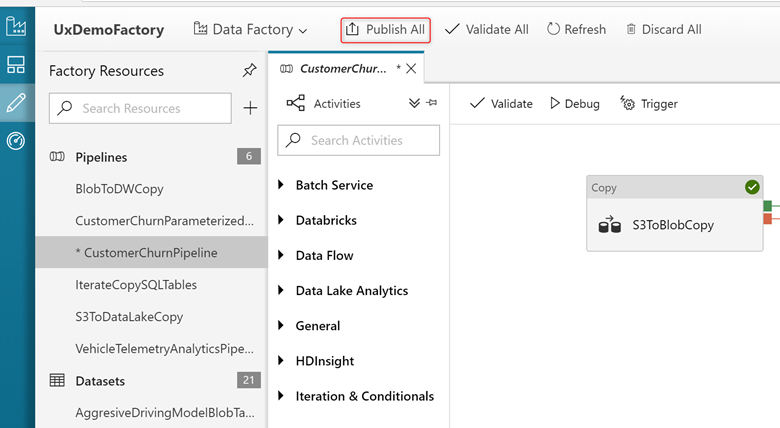 UxDemoFactory
Data Factory
Publish All
Validate All
Refresh
Discard All
Factory Resources
Search Resources
Pipelines
6
BlobToDWCopy
CustomerChurnParameterized...
* CustomerChurnPipeline
IterateCopySQLTables
S3ToDataLakeCopy
VehicleTelemetryAnalyticsPipe...
Datasets
21
AggresiveDrivingModelBlobTa...
CustomerChur... *
Activities
Search Activities
Batch Service
Databricks
Data Flow
Data Lake Analytics
General
HDInsight
Iteration & Conditionals
Validate
Debug
Trigger
Copy
S3ToBlobCopy